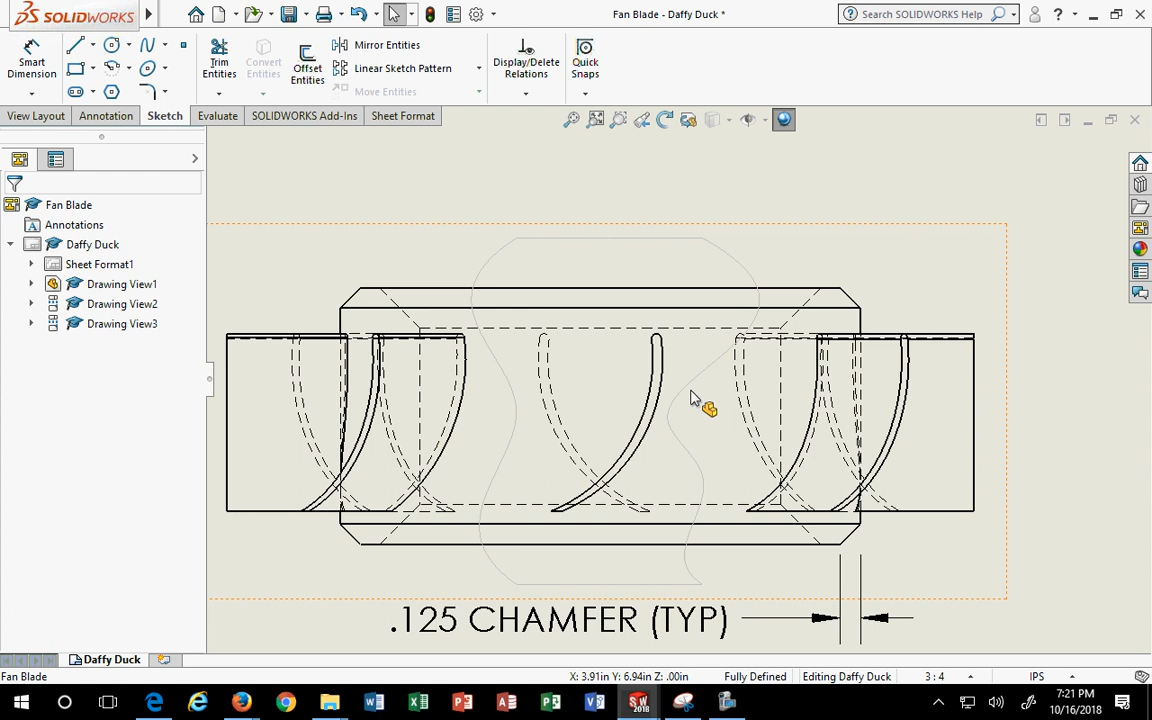 SOLIDWORKS
Fan Blade - Daffy Duck *
Search SOLIDWORKS Help
Smart Dimension
Trim Entities
Convert Entities
Offset Entities
Mirror Entities
Linear Sketch Pattern
Move Entities
Display/Delete Relations
Quick Snaps
View Layout
Annotation
Sketch
Evaluate
SOLIDWORKS Add-Ins
Sheet Format
Fan Blade
Annotations
Daffy Duck
Sheet Format1
Drawing View1
Drawing View2
Drawing View3
.125 CHAMFER (TYP)
Daffy Duck
Fan Blade
X: 3.91in Y: 6.94in Z: .00in
Fully Defined
Editing Daffy Duck
3 : 4
IPS
7:21 PM
10/16/2018